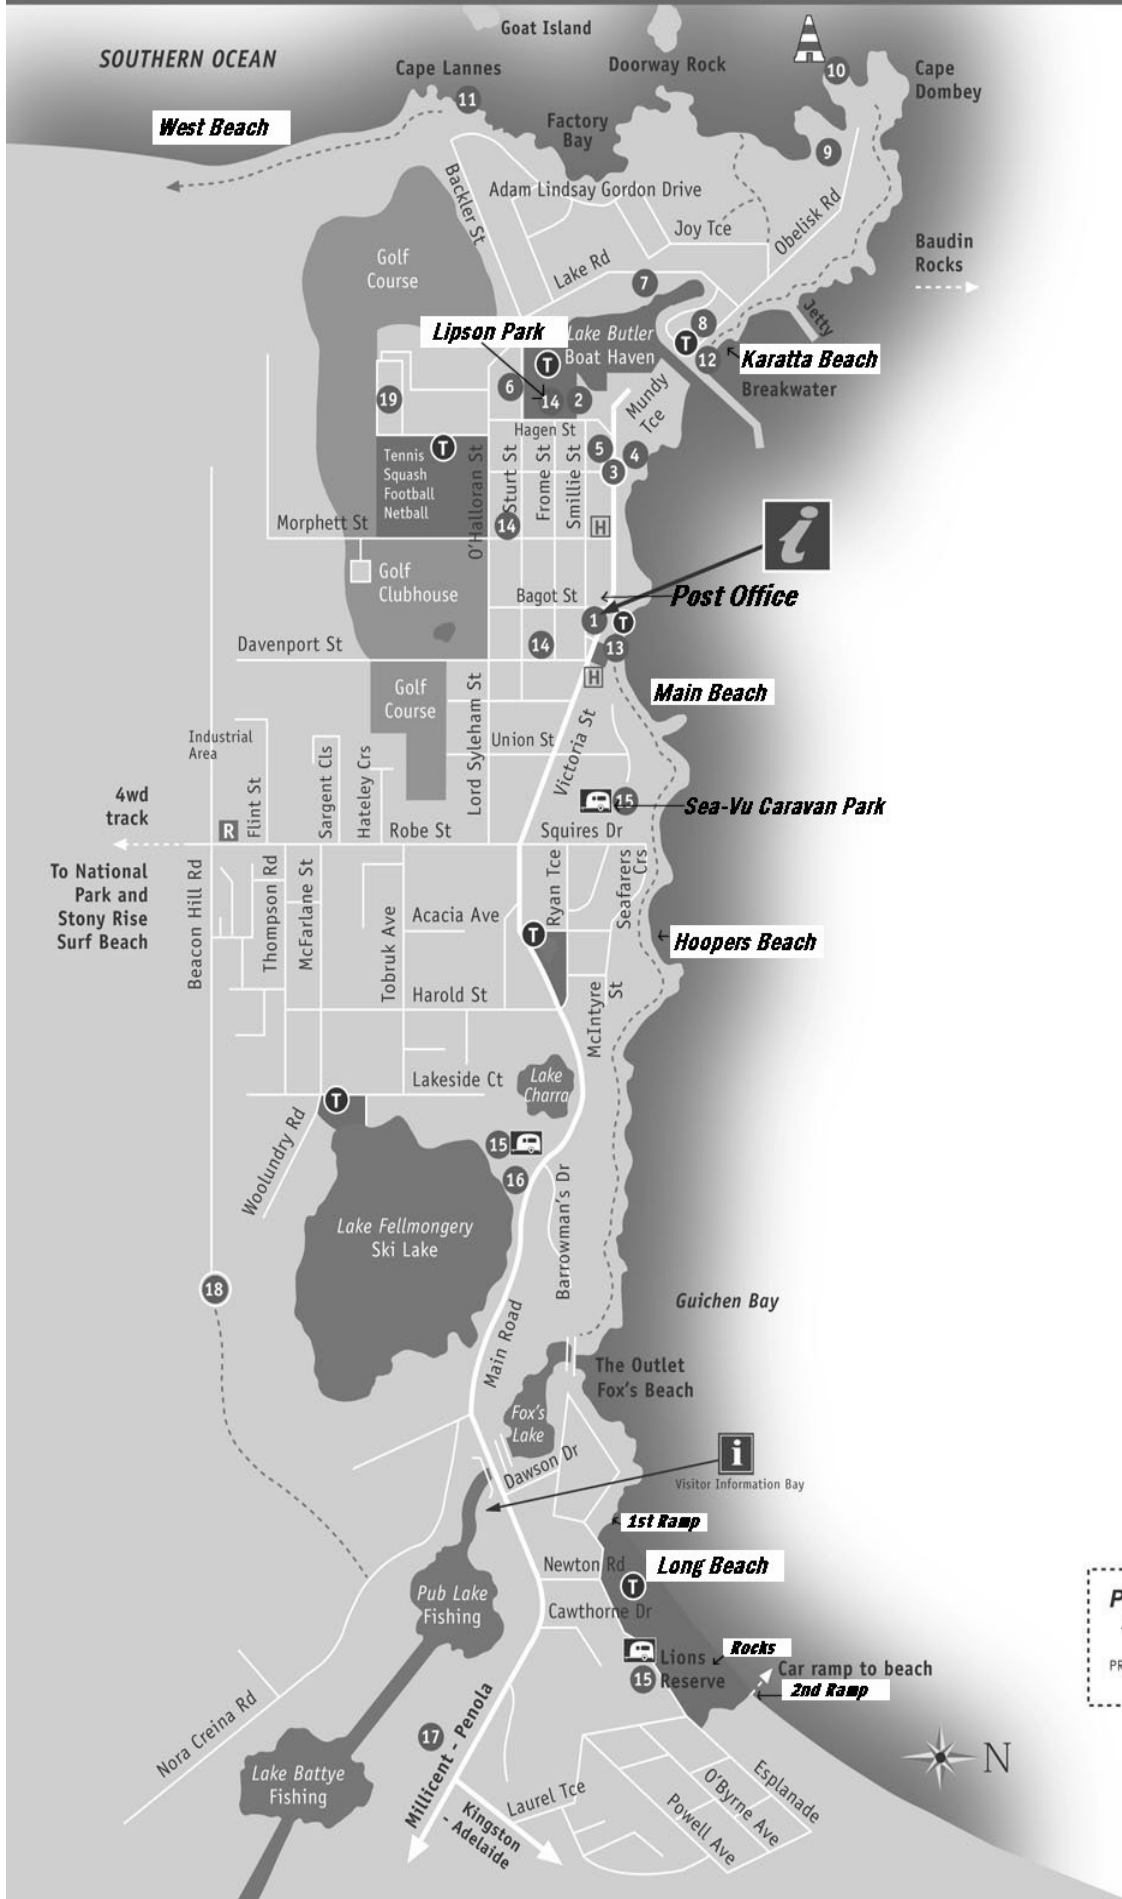 Goat Island
SOUTHERN OCEAN
Cape Lannes
Doorway Rock
10
Cape
Dombey
11
West Beach
Factory
Bay
9
Backler St
Adam Lindsay Gordon Drive
Obelisk Rd
Joy Tce
Baudin
Rocks
Golf
Course
Lake Rd
7
Jetty
8
Lipson Park
Lake Butler
Boat Haven
T
T
12
Karatta Beach
Breakwater
6
14
2
19
Mundy
Tce
Hagen St
T
Tennis
Squash
Football
Netball
O'Halloran St
Sturt St
Frome St
Smillie St
5
4
3
14
H
Morphett St
i
Golf
Clubhouse
Bagot St
Post Office
1
T
Davenport St
14
13
H
Golf
Course
Main Beach
Lord Syleham St
Industrial
Area
Union St
Victoria St
4wd
track
Flint St
Sargent Cls
Hateley Crs
15
Sea-Vu Caravan Park
R
Robe St
Squires Dr
To National
Park and
Stony Rise
Surf Beach
Beacon Hill Rd
Thompson Rd
McFarlane St
Tobruk Ave
Acacia Ave
Ryan Tce
Seafarers
Crs
T
Hoopers Beach
Harold St
McIntyre
St
Lakeside Ct
Lake
Charra
T
Woolundry Rd
15
16
Barrowman's Dr
Lake Fellmongery
Ski Lake
18
Guichen Bay
Main Road
The Outlet
Fox's Beach
Fox's
Lake
Dawson Dr
i
Visitor Information Bay
1st Ramp
Newton Rd
Long Beach
T
Pub Lake
Fishing
Cawthorne Dr
Rocks
Lions
Reserve
15
Car ramp to beach
2nd Ramp
P
PR
Nora Creina Rd
17
Millicent - Penola
N
Lake Battye
Fishing
Kingston
- Adelaide
Laurel Tce
Powell Ave
O'Byrne Ave
Esplanade